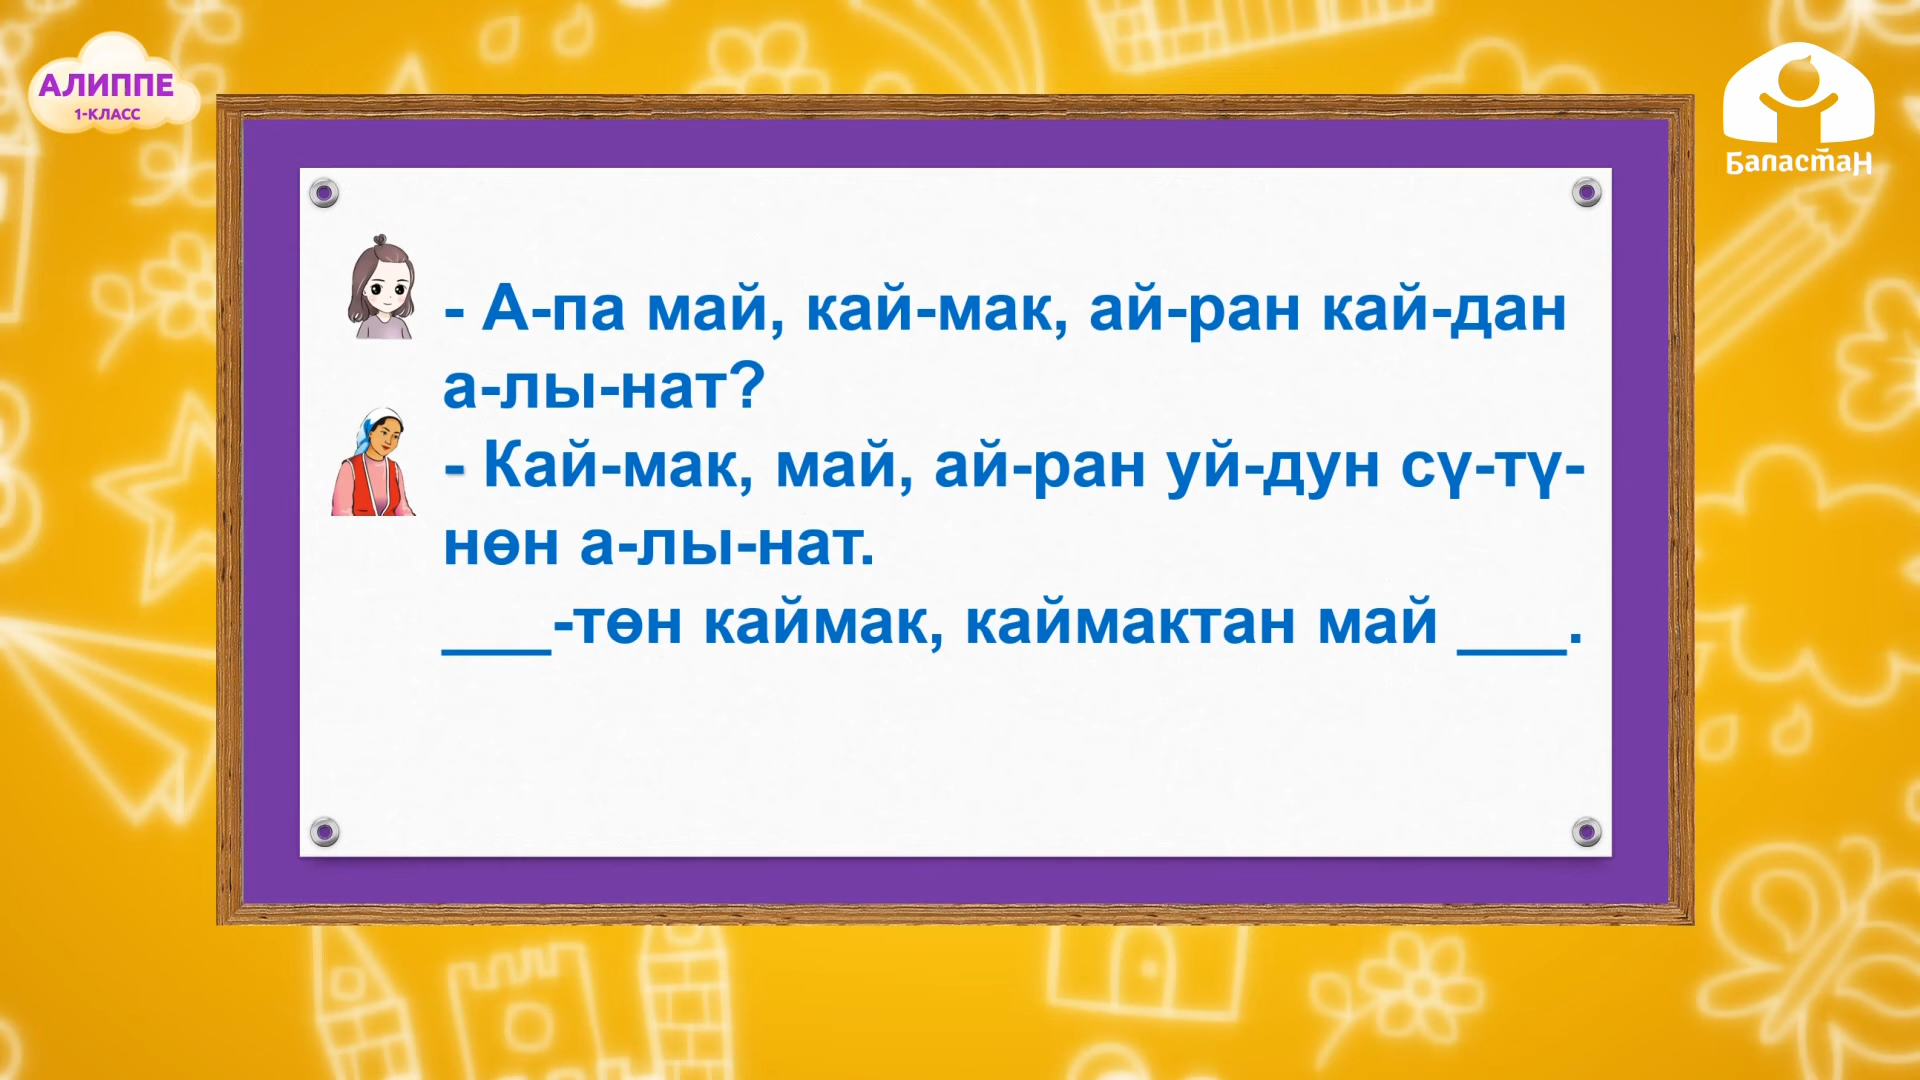 АЛИППЕ
1-КЛАСС
БаластаН
- А-па май, кай-мак, ай-ран кай-дан
а-лы-нат?
- Кай-мак, май, ай-ран уй-дун сү-тү-
нөн а-лы-нат.
___-төн каймак, каймактан май ___.